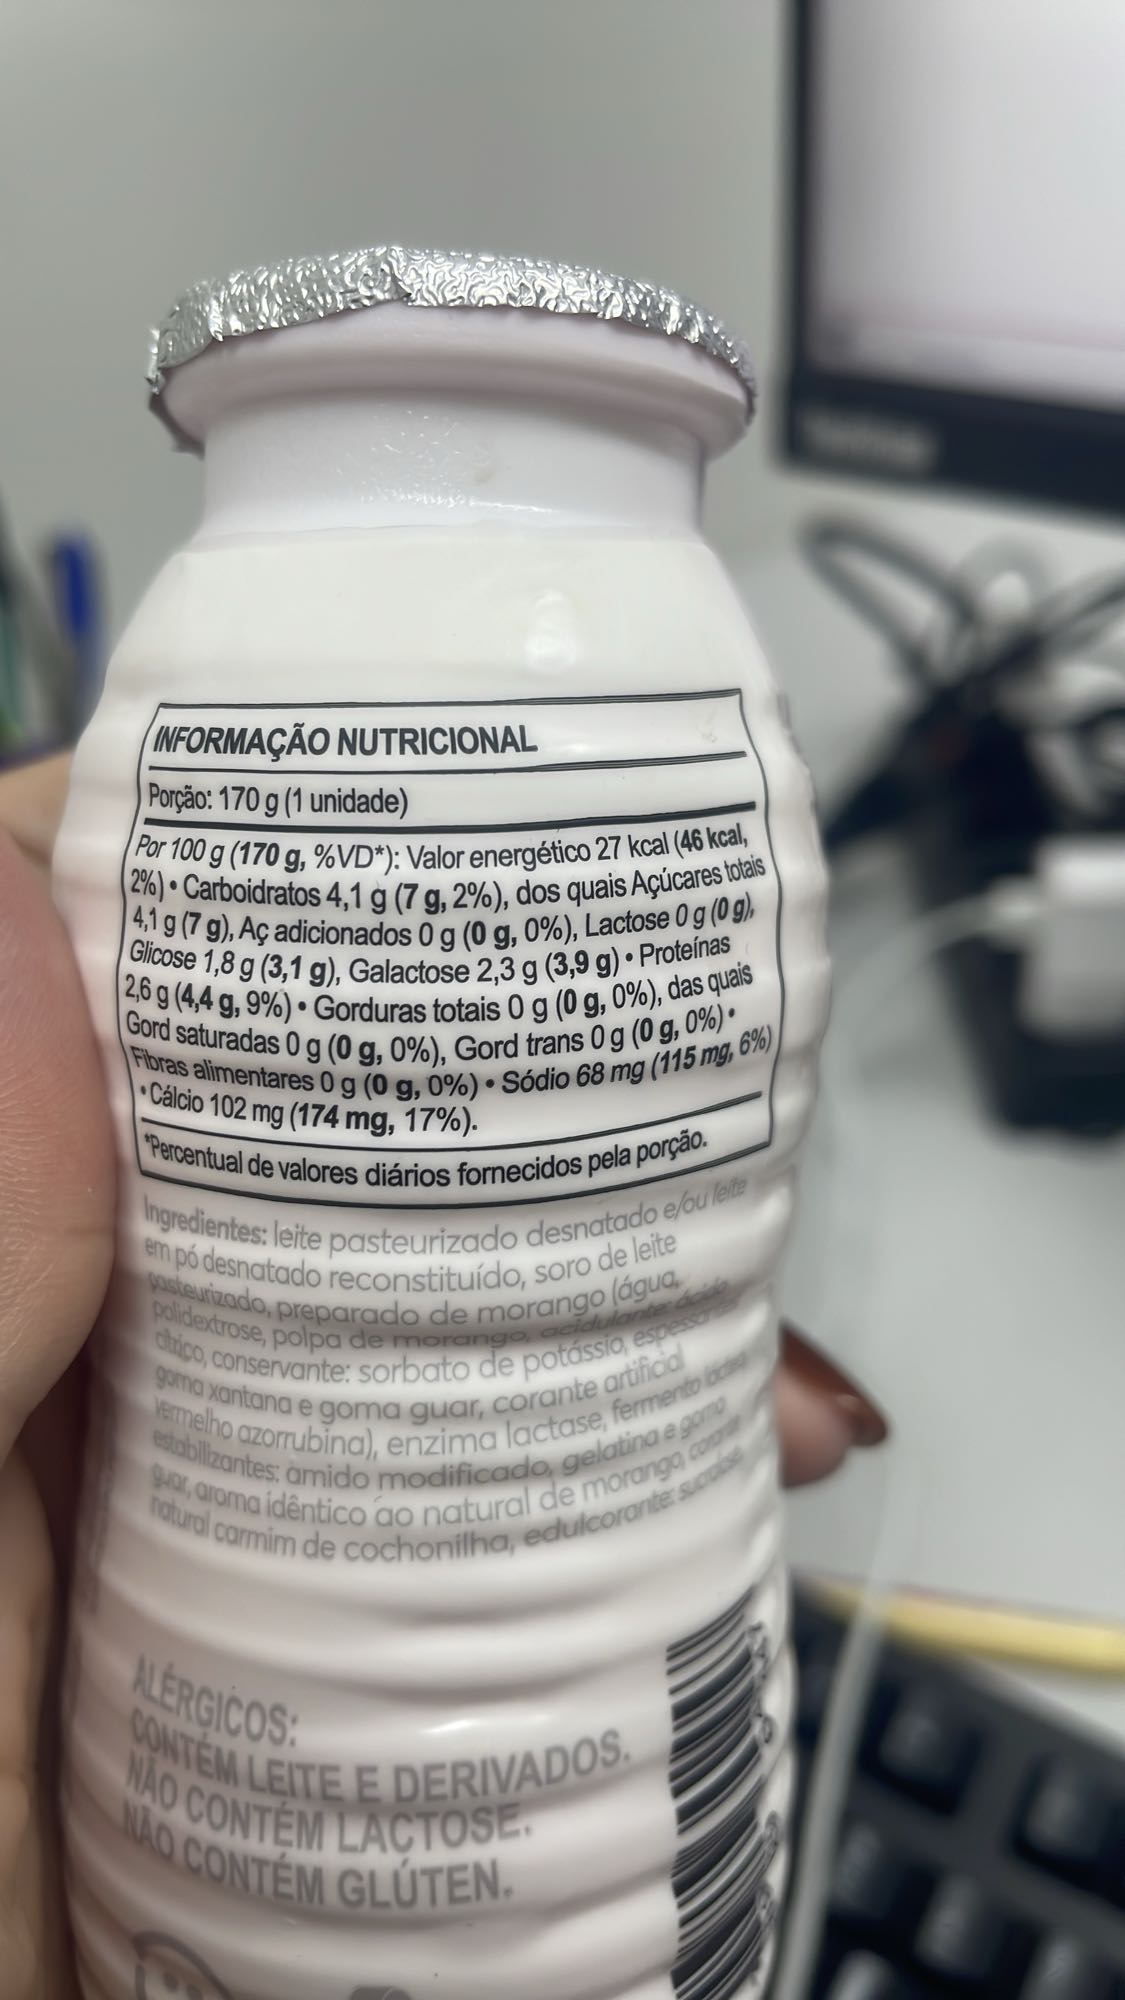 INFORMAÇÃO NUTRICIONAL
Porção: 170 g (1 unidade)
Por 100 g (170 g, %VD*): Valor energético 27 kcal (46 kcal,
2%) • Carboidratos 4,1 g (7 g, 2%), dos quais Açúcares totais
4,1 g (7 g), Aç adicionados 0 g (0 g, 0%), Lactose 0 g (0 g),
Glicose 1,8 g (3,1 g), Galactose 2,3 g (3,9 g) • Proteínas
2,6 g (4,4 g, 9%) • Gorduras totais 0 g (0 g, 0%), das quais
Gord saturadas 0 g (0 g, 0%), Gord trans 0 g (0 g, 0%) •
Fibras alimentares 0 g (0 g, 0%) • Sódio 68 mg (115 mg, 6%)
• Cálcio 102 mg (174 mg, 17%).
*Percentual de valores diários fornecidos pela porção.
Ingredientes: leite pasteurizado desnatado e/ou leite
em pó desnatado reconstituído, soro de leite
pasteurizado, preparado de morango (água,
polidextrose, polpa de morango, acidulante: ácido
cítrico, conservante: sorbato de potássio, espessantes:
goma xantana e goma guar, corante artificial
vermelho azorrubina), enzima lactase, fermento lácteo,
estabilizantes: amido modificado, gelatina e goma
guar, aroma idêntico ao natural de morango, corante
natural carmim de cochonilha, edulcorante: sucralose.
ALÉRGICOS:
CONTÉM LEITE E DERIVADOS.
NÃO CONTÉM LACTOSE.
NÃO CONTÉM GLÚTEN.